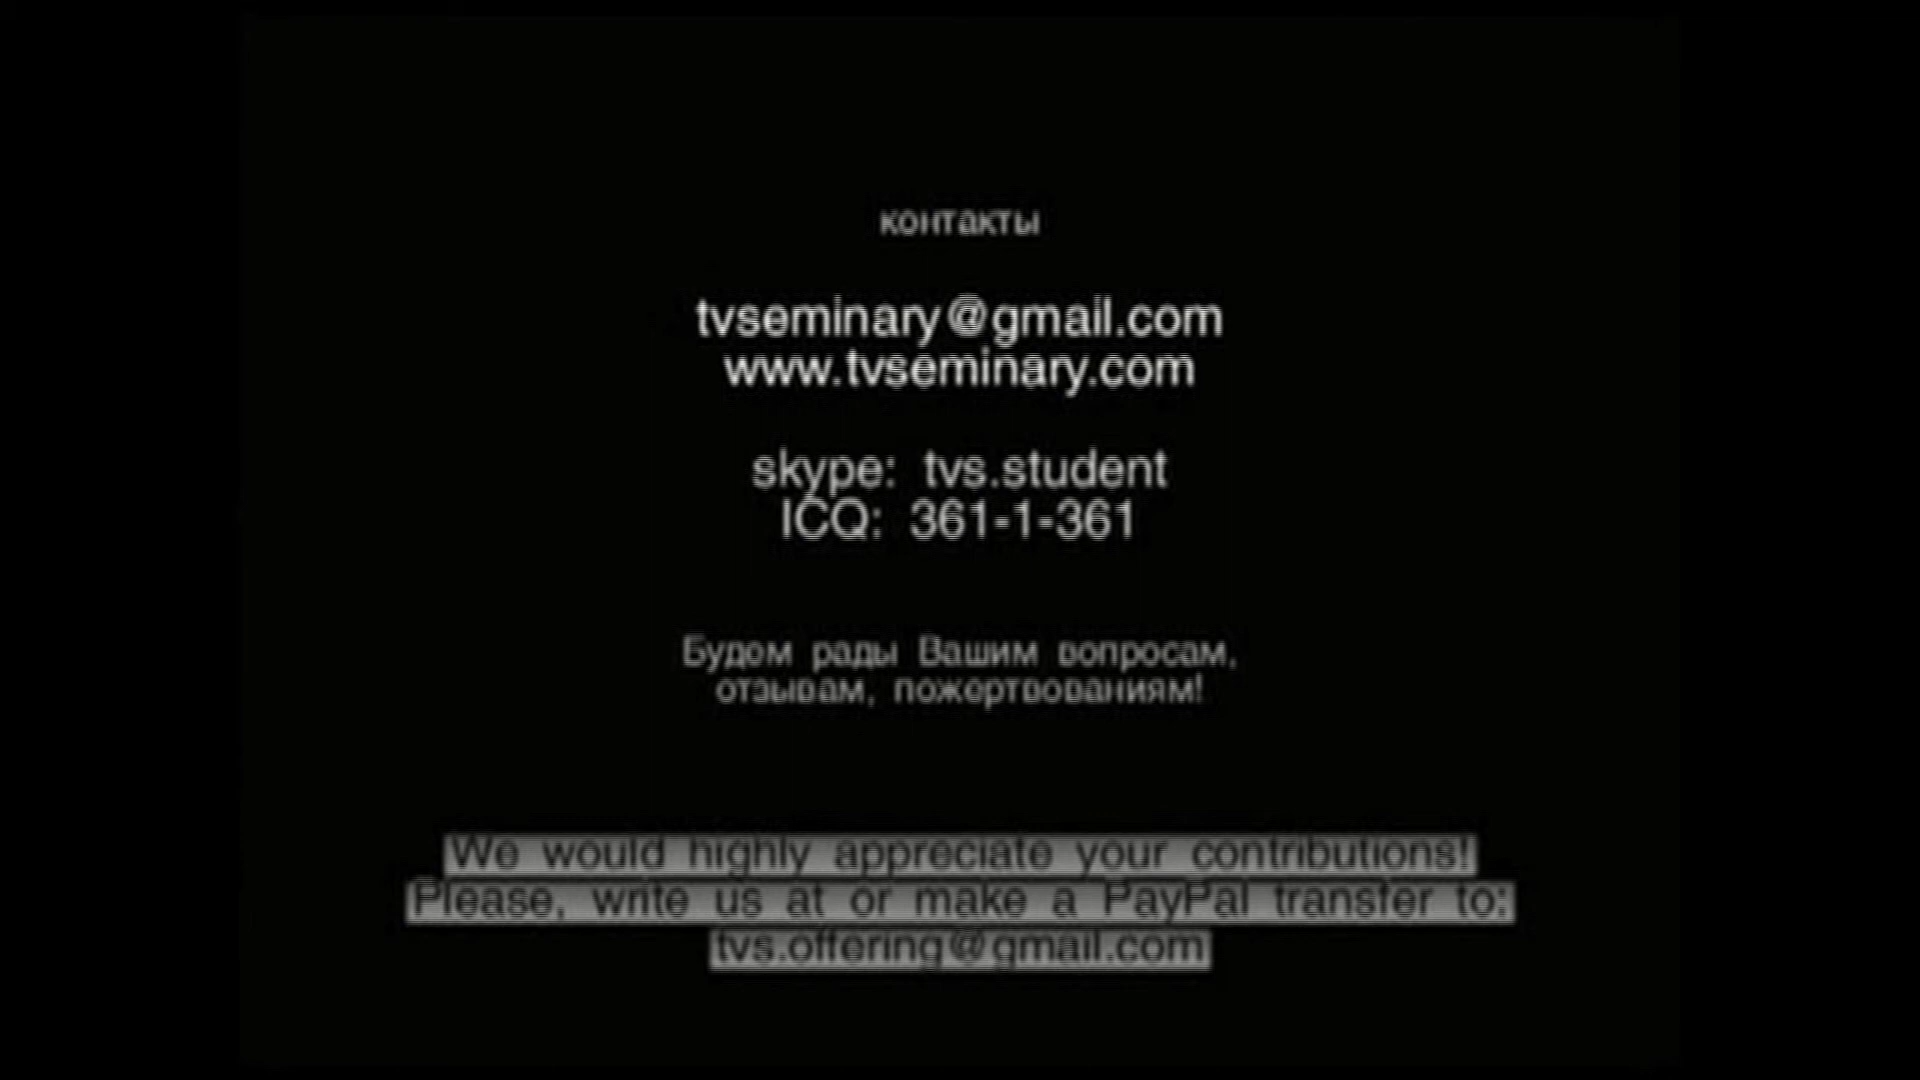 контакты
tvseminary@gmail.com
www.tvseminary.com
skype: tvs.student
ICQ: 361-1-361
Будем рады Вашим вопросам,
отзывам, пожертвованиям!
We would highly appreciate your contributions!
Please, write us at or make a PayPal transfer to:
tvs.offering@gmail.com